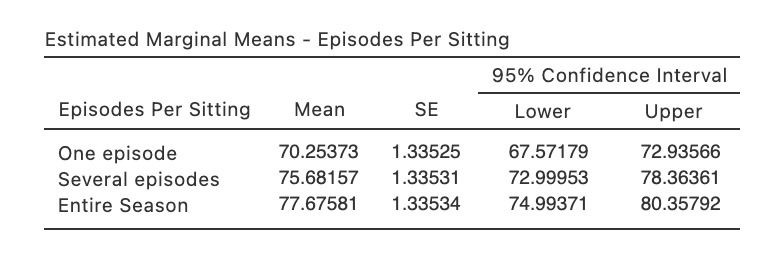 Estimated Marginal Means - Episodes Per Sitting
95% Confidence Interval
Episodes Per Sitting Mean SE Lower Upper
One episode 70.25373 1.33525 67.57179 72.93566
Several episodes 75.68157 1.33531 72.99953 78.36361
Entire Season 77.67581 1.33534 74.99371 80.35792